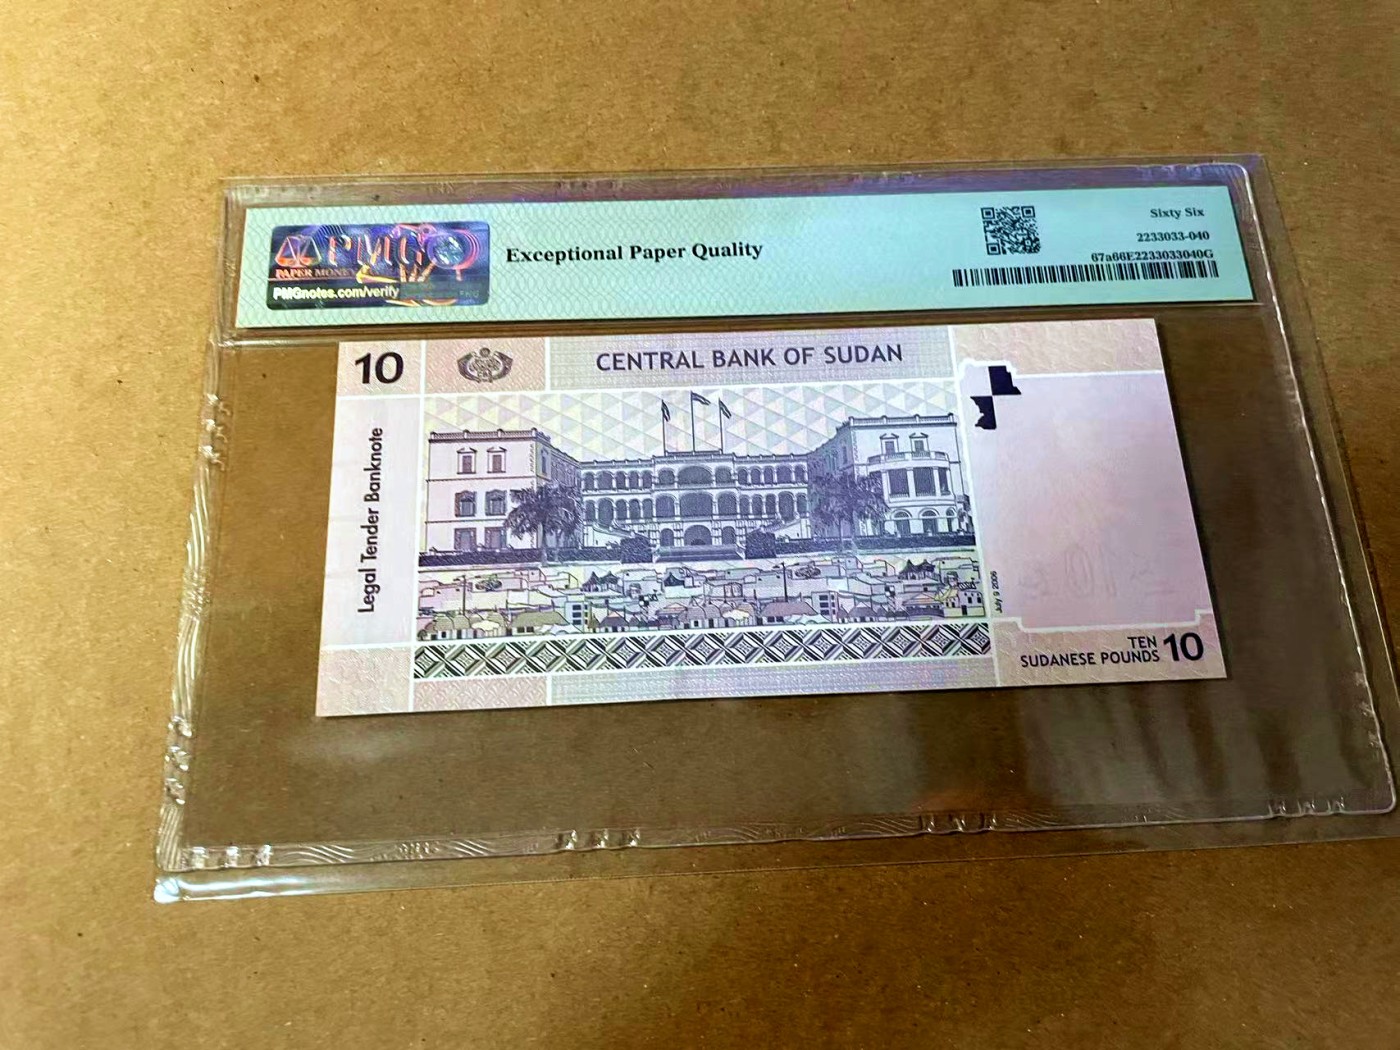 PMG
PAPER MONEY
PMGnotes.com/verify
Exceptional Paper Quality
Sixty Six
2233033-040
67a66E2233033040G
10
CENTRAL BANK OF SUDAN
Legal Tender Banknote
July 9 2006
TEN
SUDANESE POUNDS 10